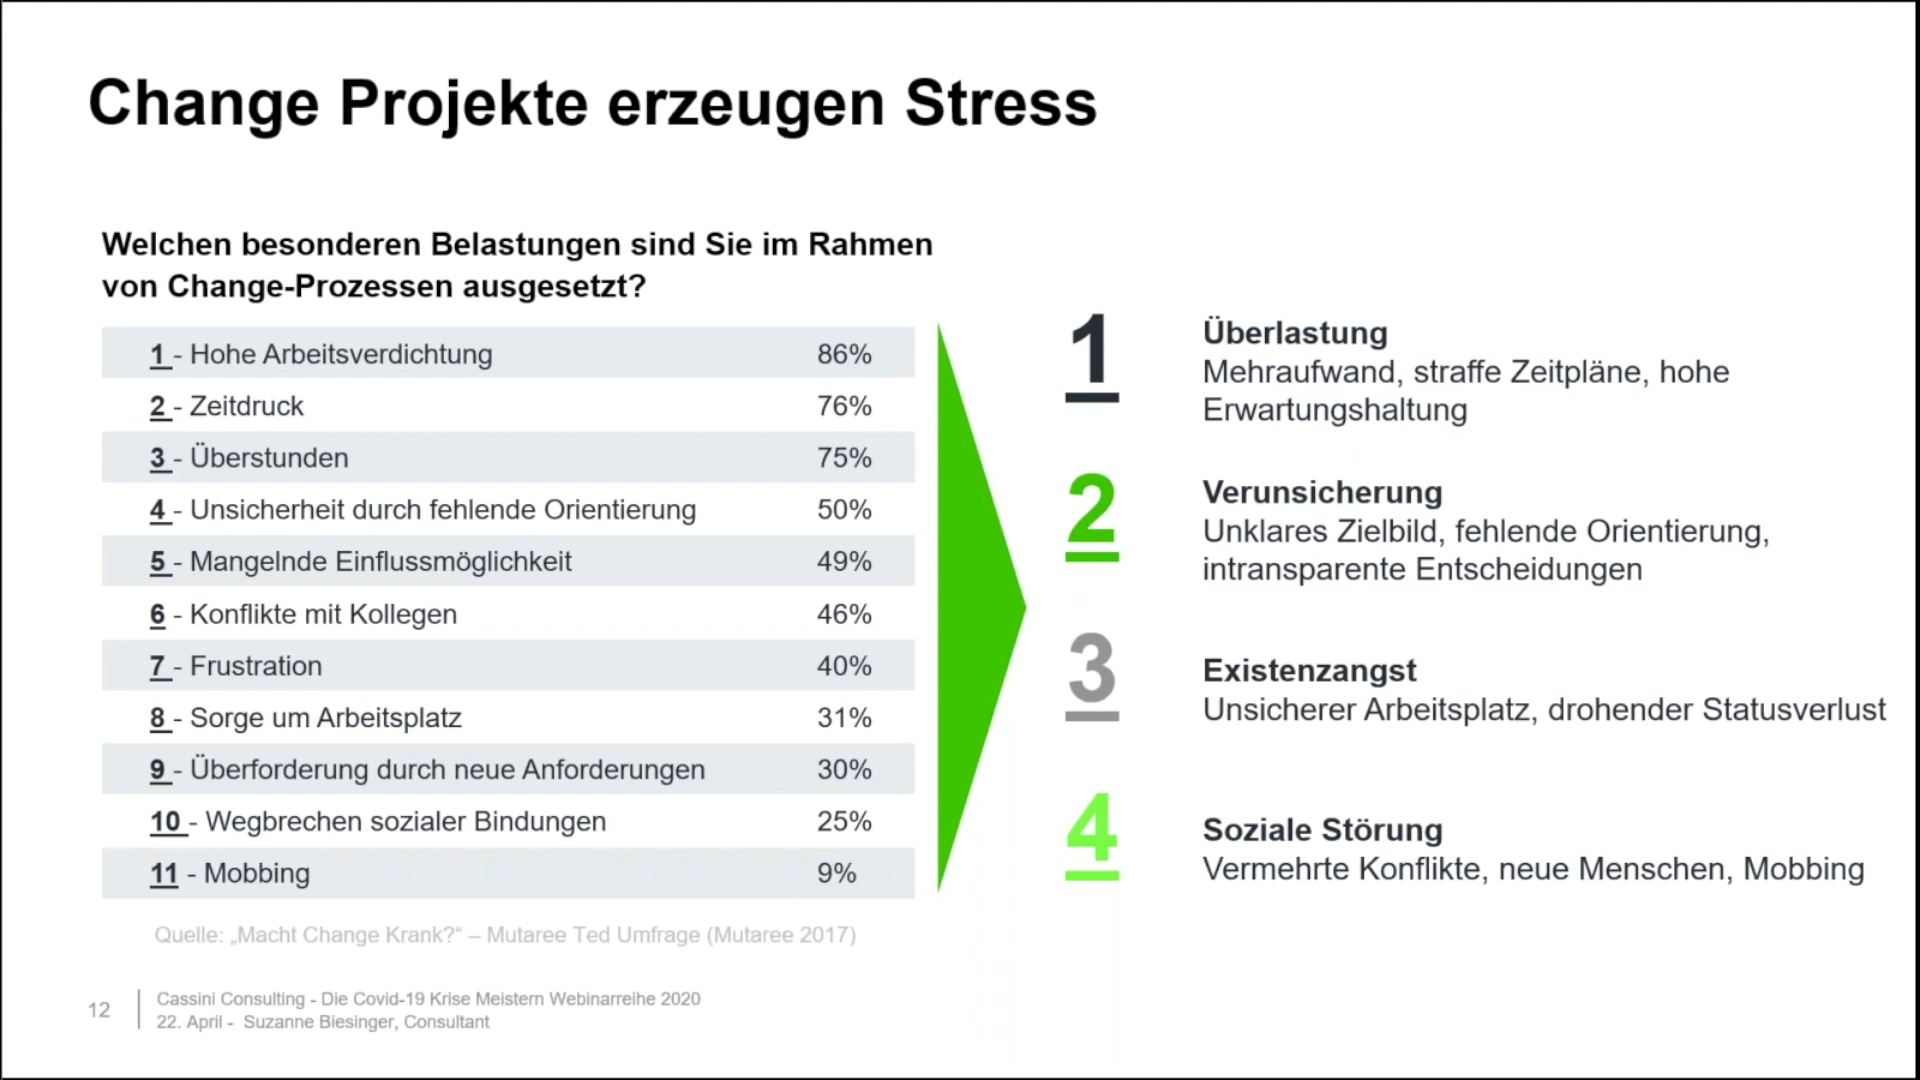 Change Projekte erzeugen Stress
Welchen besonderen Belastungen sind Sie im Rahmen
von Change-Prozessen ausgesetzt?
1 - Hohe Arbeitsverdichtung 86%
2 - Zeitdruck 76%
3 - Überstunden 75%
4 - Unsicherheit durch fehlende Orientierung 50%
5 - Mangelnde Einflussmöglichkeit 49%
6 - Konflikte mit Kollegen 46%
7 - Frustration 40%
8 - Sorge um Arbeitsplatz 31%
9 - Überforderung durch neue Anforderungen 30%
10 - Wegbrechen sozialer Bindungen 25%
11 - Mobbing 9%
Quelle: „Macht Change Krank?“ – Mutaree Ted Umfrage (Mutaree 2017)
1
Überlastung
Mehraufwand, straffe Zeitpläne, hohe
Erwartungshaltung
2
Verunsicherung
Unklares Zielbild, fehlende Orientierung,
intransparente Entscheidungen
3
Existenzangst
Unsicherer Arbeitsplatz, drohender Statusverlust
4
Soziale Störung
Vermehrte Konflikte, neue Menschen, Mobbing
12
Cassini Consulting - Die Covid-19 Krise Meistern Webinarreihe 2020
22. April - Suzanne Biesinger, Consultant